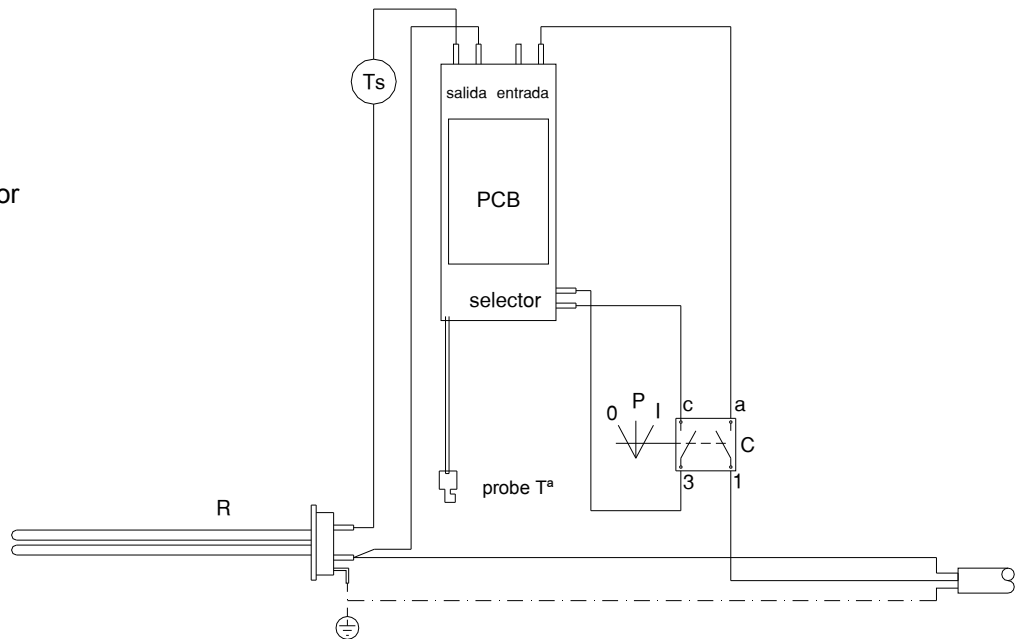 Ts
salida entrada
or
PCB
selector
0 P I
c a
C
3 1
probe Tª
R